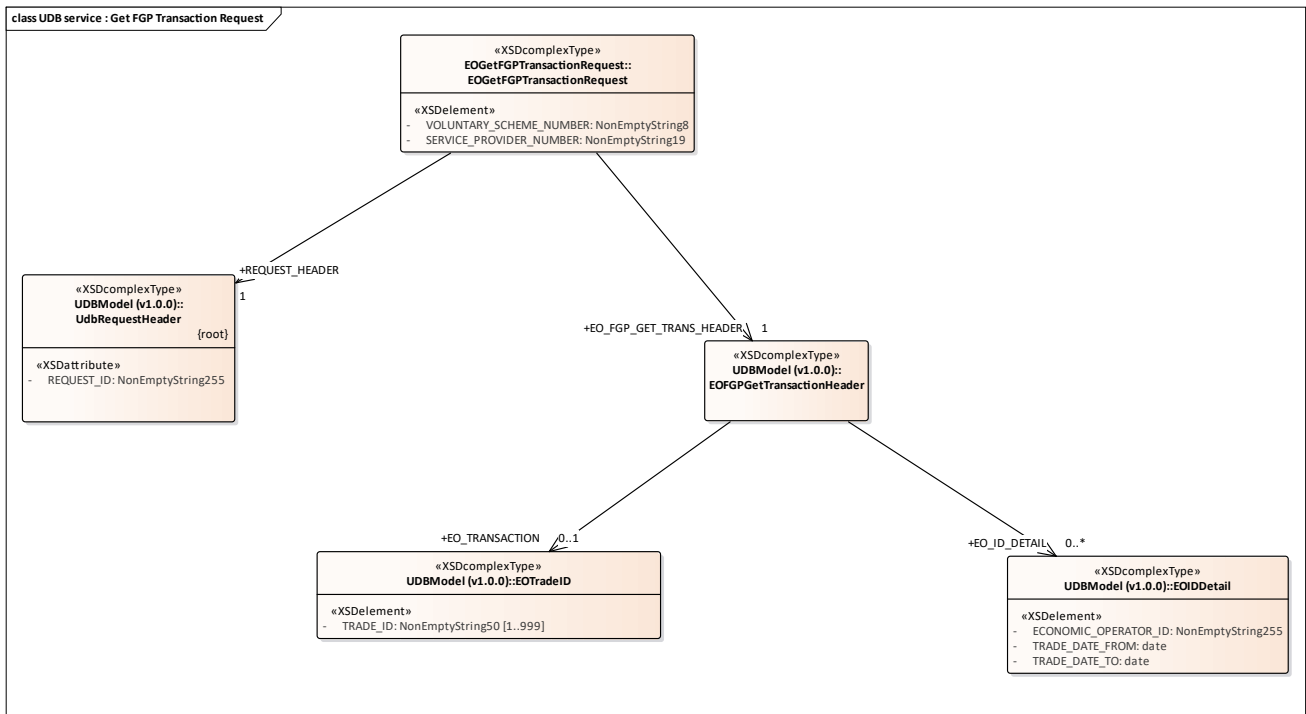 class UDB service : Get FGP Transaction Request
«XSDcomplexType»
EOGetFGPTransactionRequest::
EOGetFGPTransactionRequest
«XSDelement»
- VOLUNTARY_SCHEME_NUMBER: NonEmptyString8
- SERVICE_PROVIDER_NUMBER: NonEmptyString19
+REQUEST_HEADER
1
«XSDcomplexType»
UDBModel (v1.0.0)::
UdbRequestHeader
{root}
«XSDattribute»
- REQUEST_ID: NonEmptyString255
+EO_FGP_GET_TRANS_HEADER 1
«XSDcomplexType»
UDBModel (v1.0.0)::
EOFGPGetTransactionHeader
+EO_TRANSACTION 0..1
«XSDcomplexType»
UDBModel (v1.0.0)::EOTradeID
«XSDelement»
- TRADE_ID: NonEmptyString50 [1..999]
+EO_ID_DETAIL 0..*
«XSDcomplexType»
UDBModel (v1.0.0)::EOIDDetail
«XSDelement»
- ECONOMIC_OPERATOR_ID: NonEmptyString255
- TRADE_DATE_FROM: date
- TRADE_DATE_TO: date